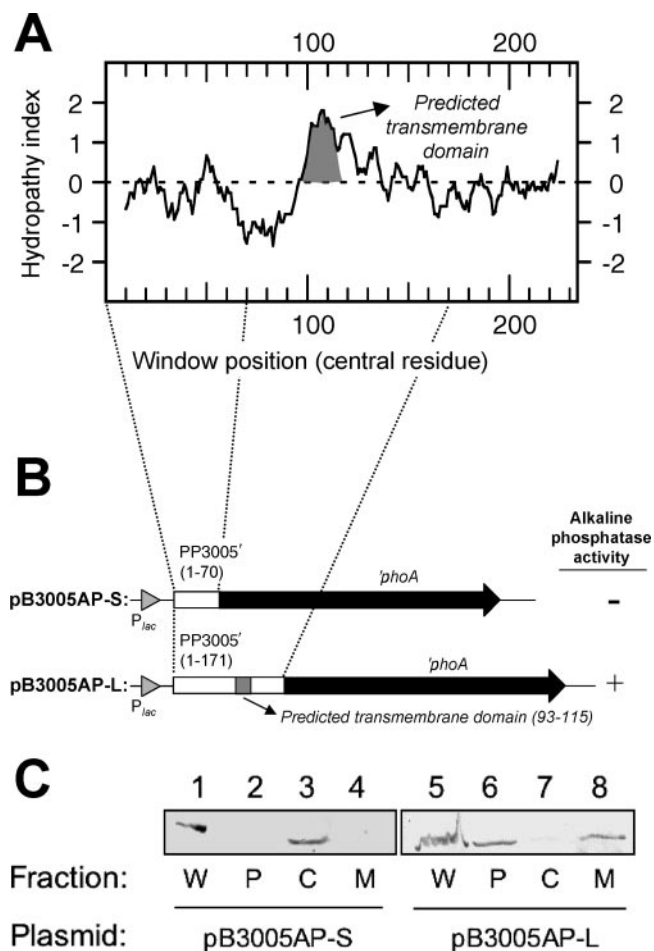 A
100 200
2 2
1 1
0 0
-1 -1
-2 -2
Hydropathy index
Predicted
transmembrane
domain
100 200
Window position (central residue)
B
Alkaline
phosphatase
activity
PP3005′
(1-70)
'phoA
pB3005AP-S:
-
Plac
PP3005′
(1-171)
'phoA
pB3005AP-L:
+
Plac
Predicted transmembrane domain (93-115)
C
1 2 3 4 5 6 7 8
Fraction: W P C M W P C M
Plasmid: pB3005AP-S pB3005AP-L